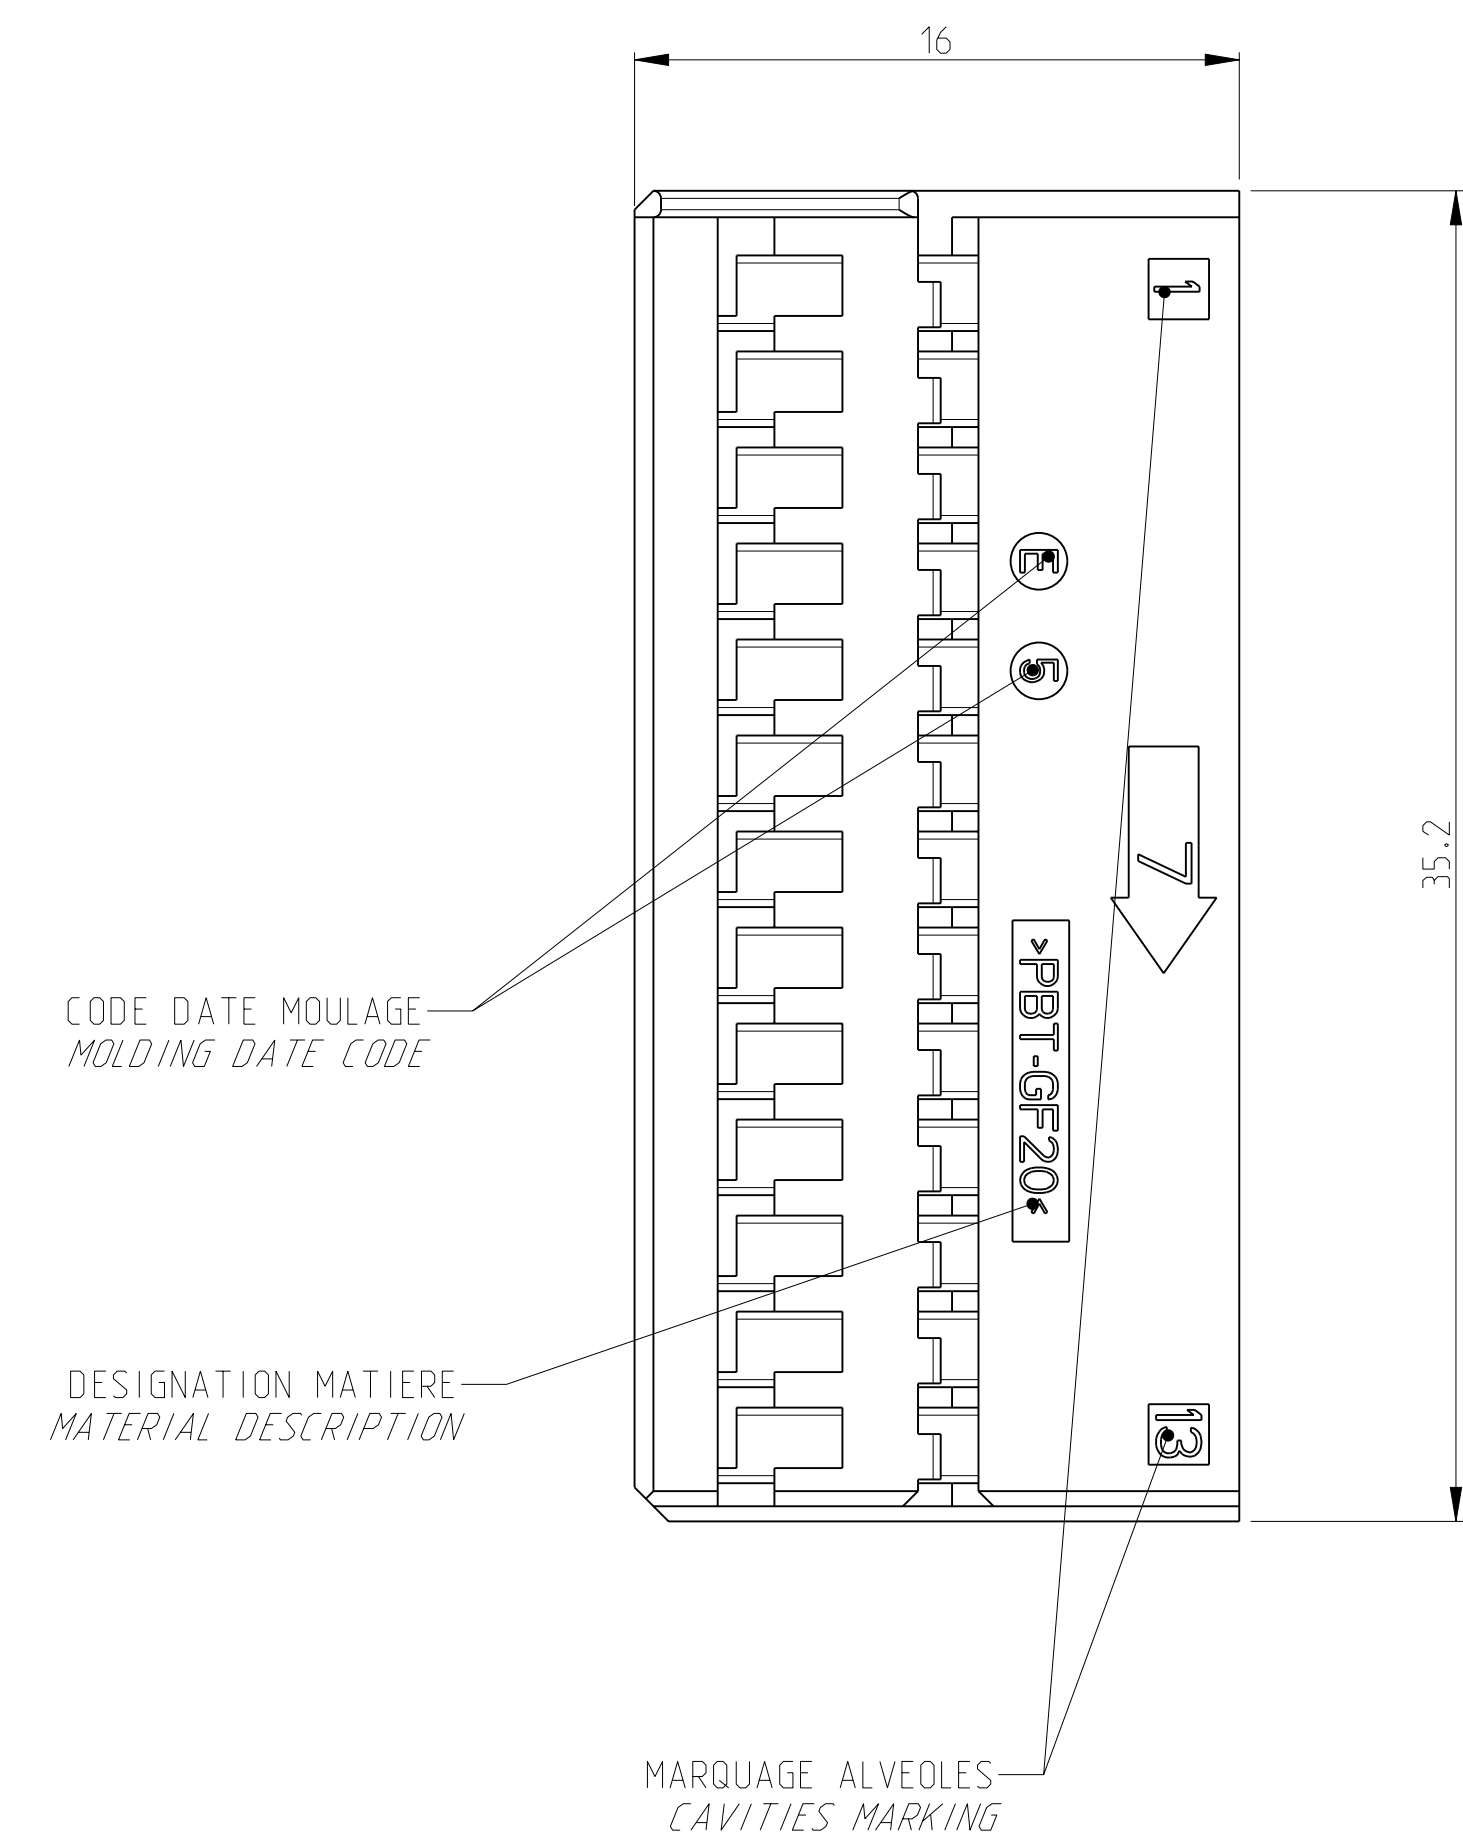 16
1
E
5
35.2
7
>PBT-GF20<
CODE DATE MOULAGE
MOLDING DATE CODE
DESIGNATION MATIERE
MATERIAL DESCRIPTION
13
MARQUAGE ALVEOLES
CAVITIES MARKING